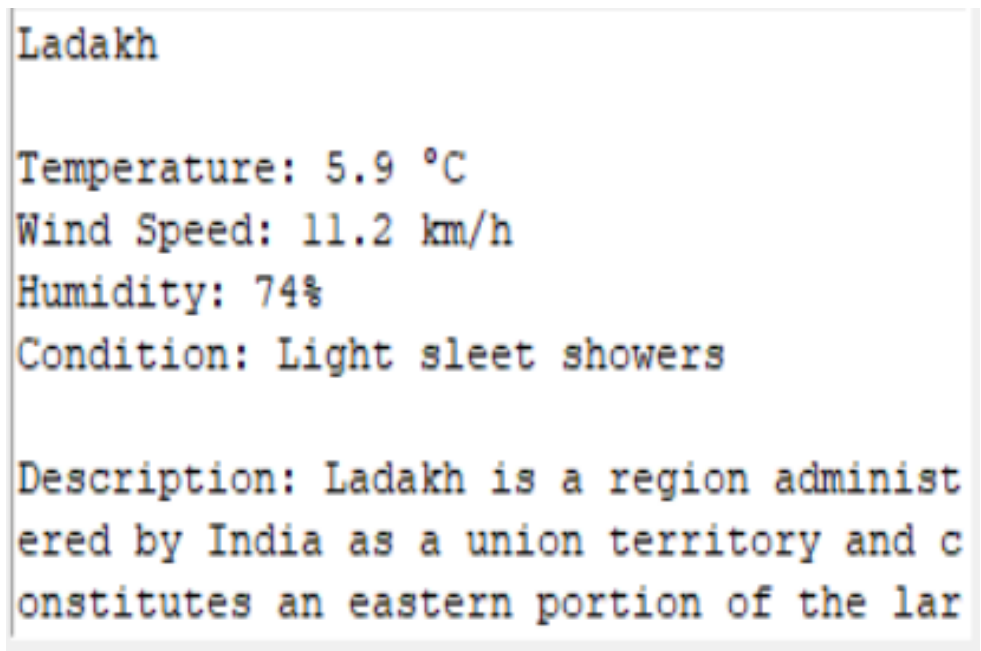 Ladakh
Temperature: 5.9 °C
Wind Speed: 11.2 km/h
Humidity: 74%
Condition: Light sleet showers
Description: Ladakh is a region administ
ered by India as a union territory and c
onstitutes an eastern portion of the lar